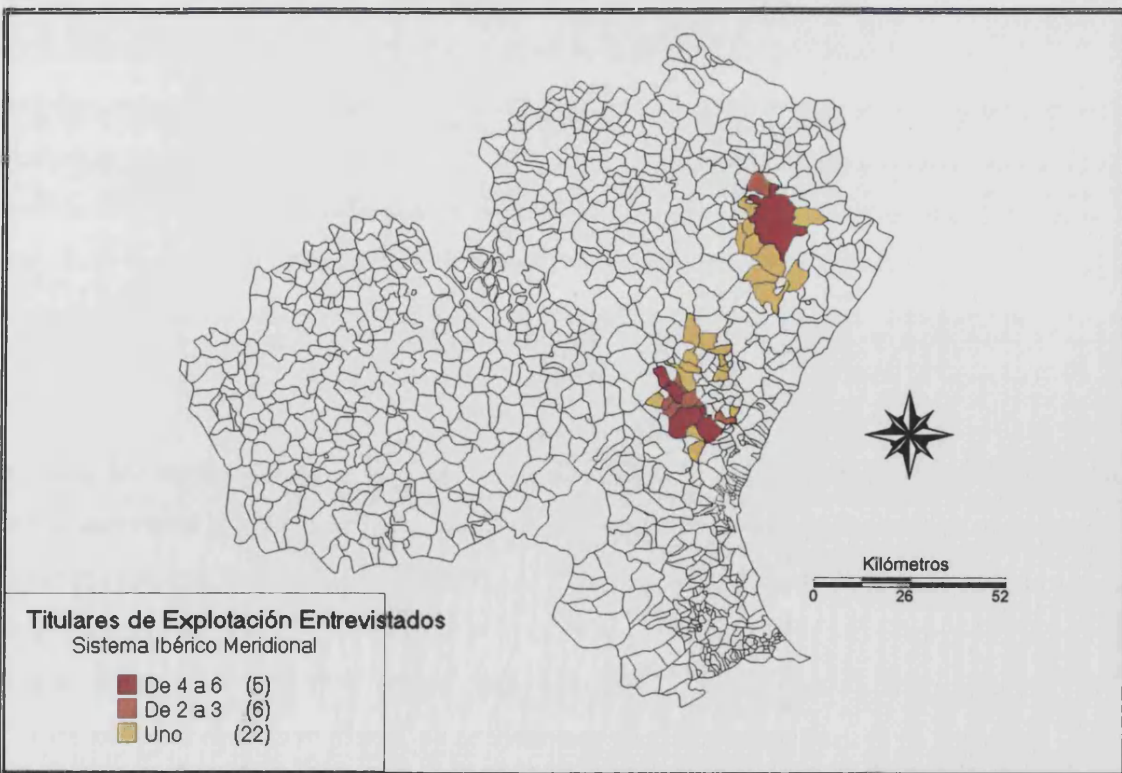 Kilómetros
0 26 52
Titulares de Explotación Entrevistados
Sistema Ibérico Meridional
De 4 a 6 (5)
De 2 a 3 (6)
Uno (22)